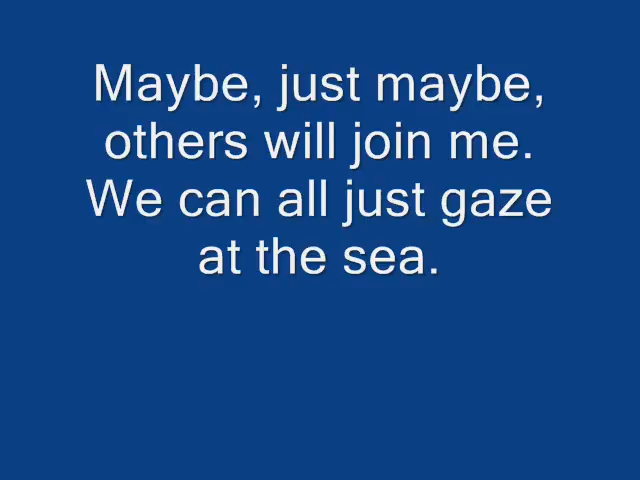 Maybe, just maybe,
others will join me.
We can all just gaze
at the sea.